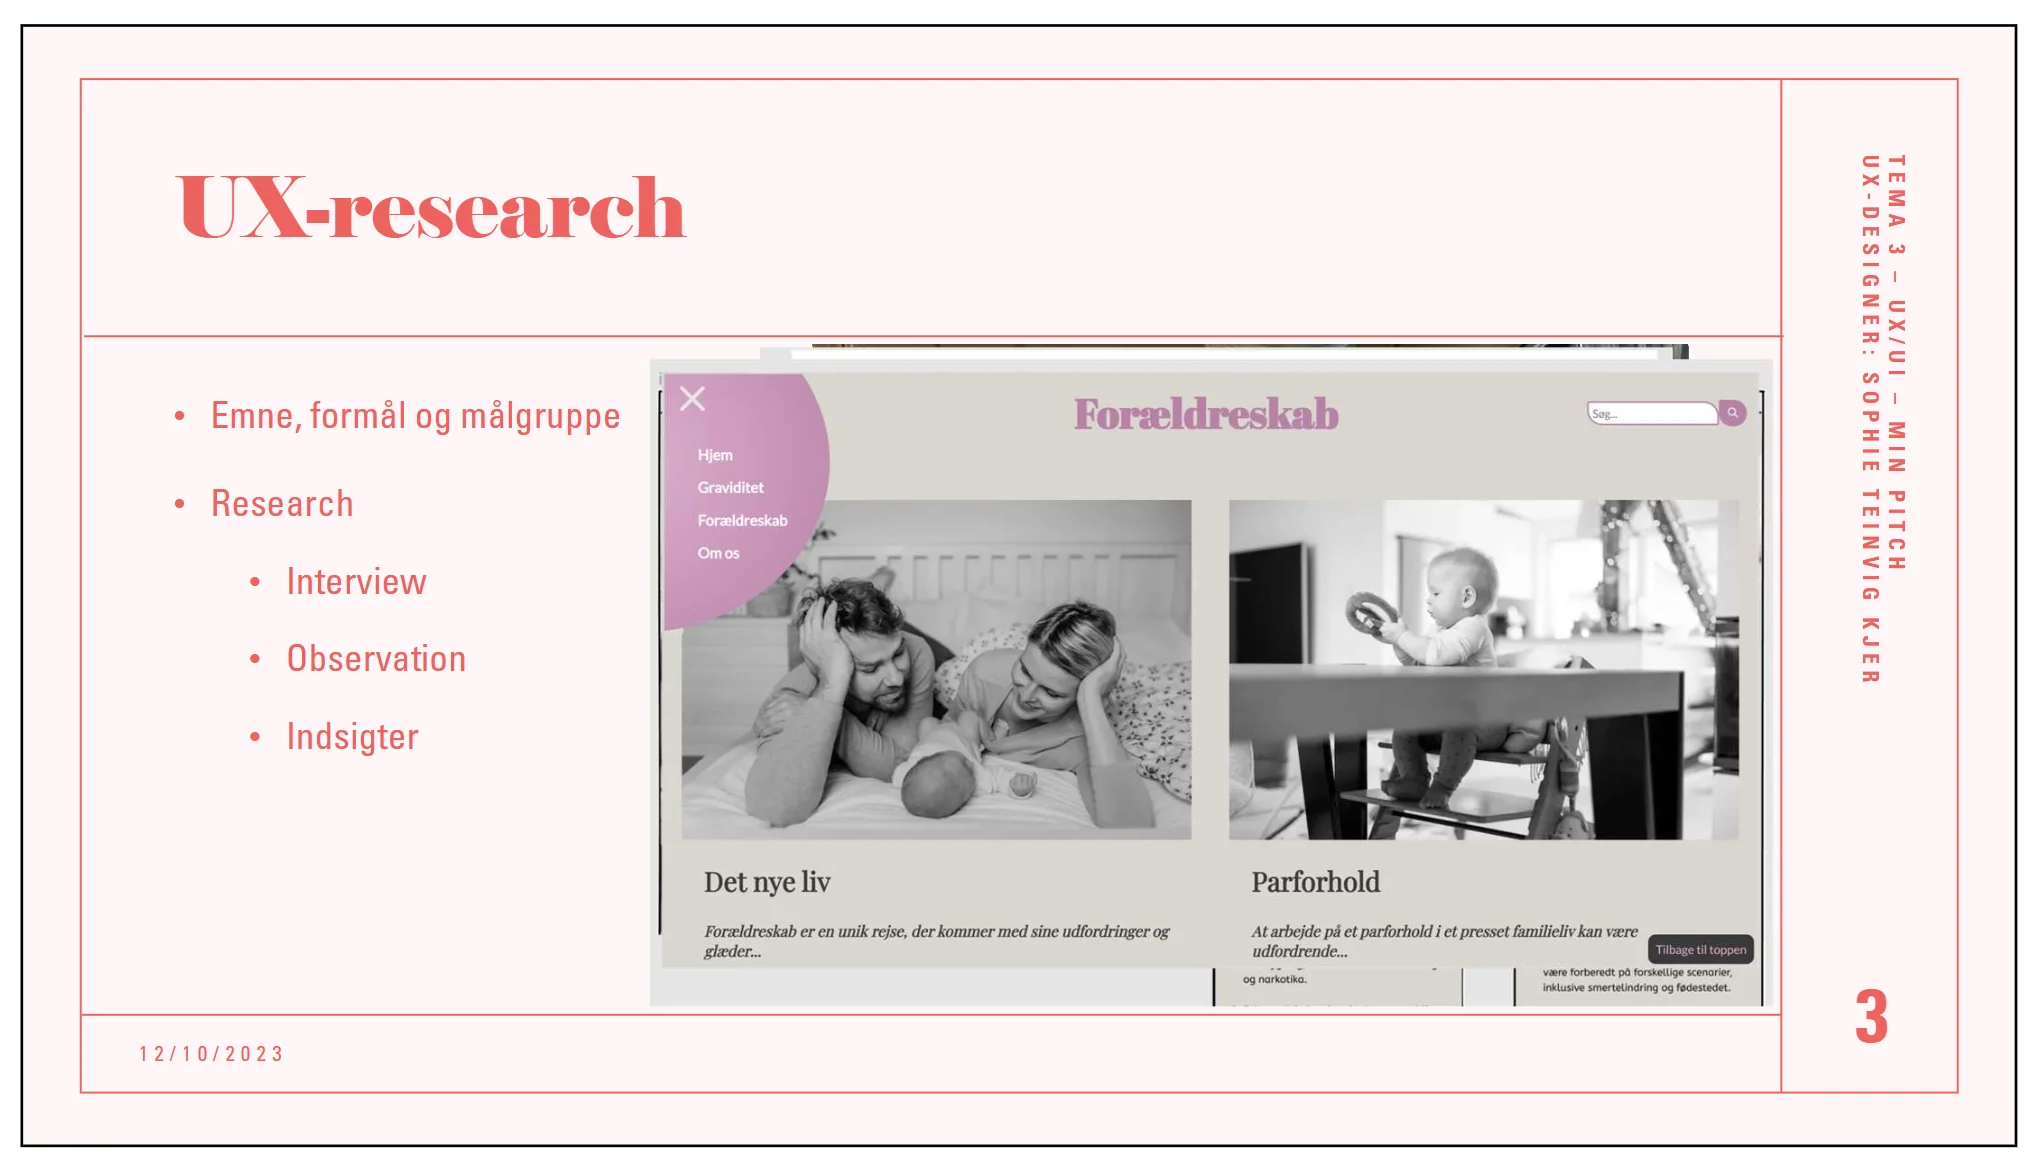 UX-research
• Emne, formål og målgruppe
• Research
• Interview
• Observation
• Indsigter
Forældreskab
Søg...
Hjem
Graviditet
Forældreskab
Om os
Det nye liv
Forældreskab er en unik rejse, der kommer med sine udfordringer og
glæder...
Parforhold
At arbejde på et parforhold i et presset familieliv kan være
udfordrende...
Tilbage til toppen
og narkotika.
være forberedt på forskellige scenarier,
inklusive smertelindring og fødestedet.
TEMA 3 – UX/UI – MIN PITCH
UX-DESIGNER: SOPHIE TEINVIG KJER
12/10/2023
3